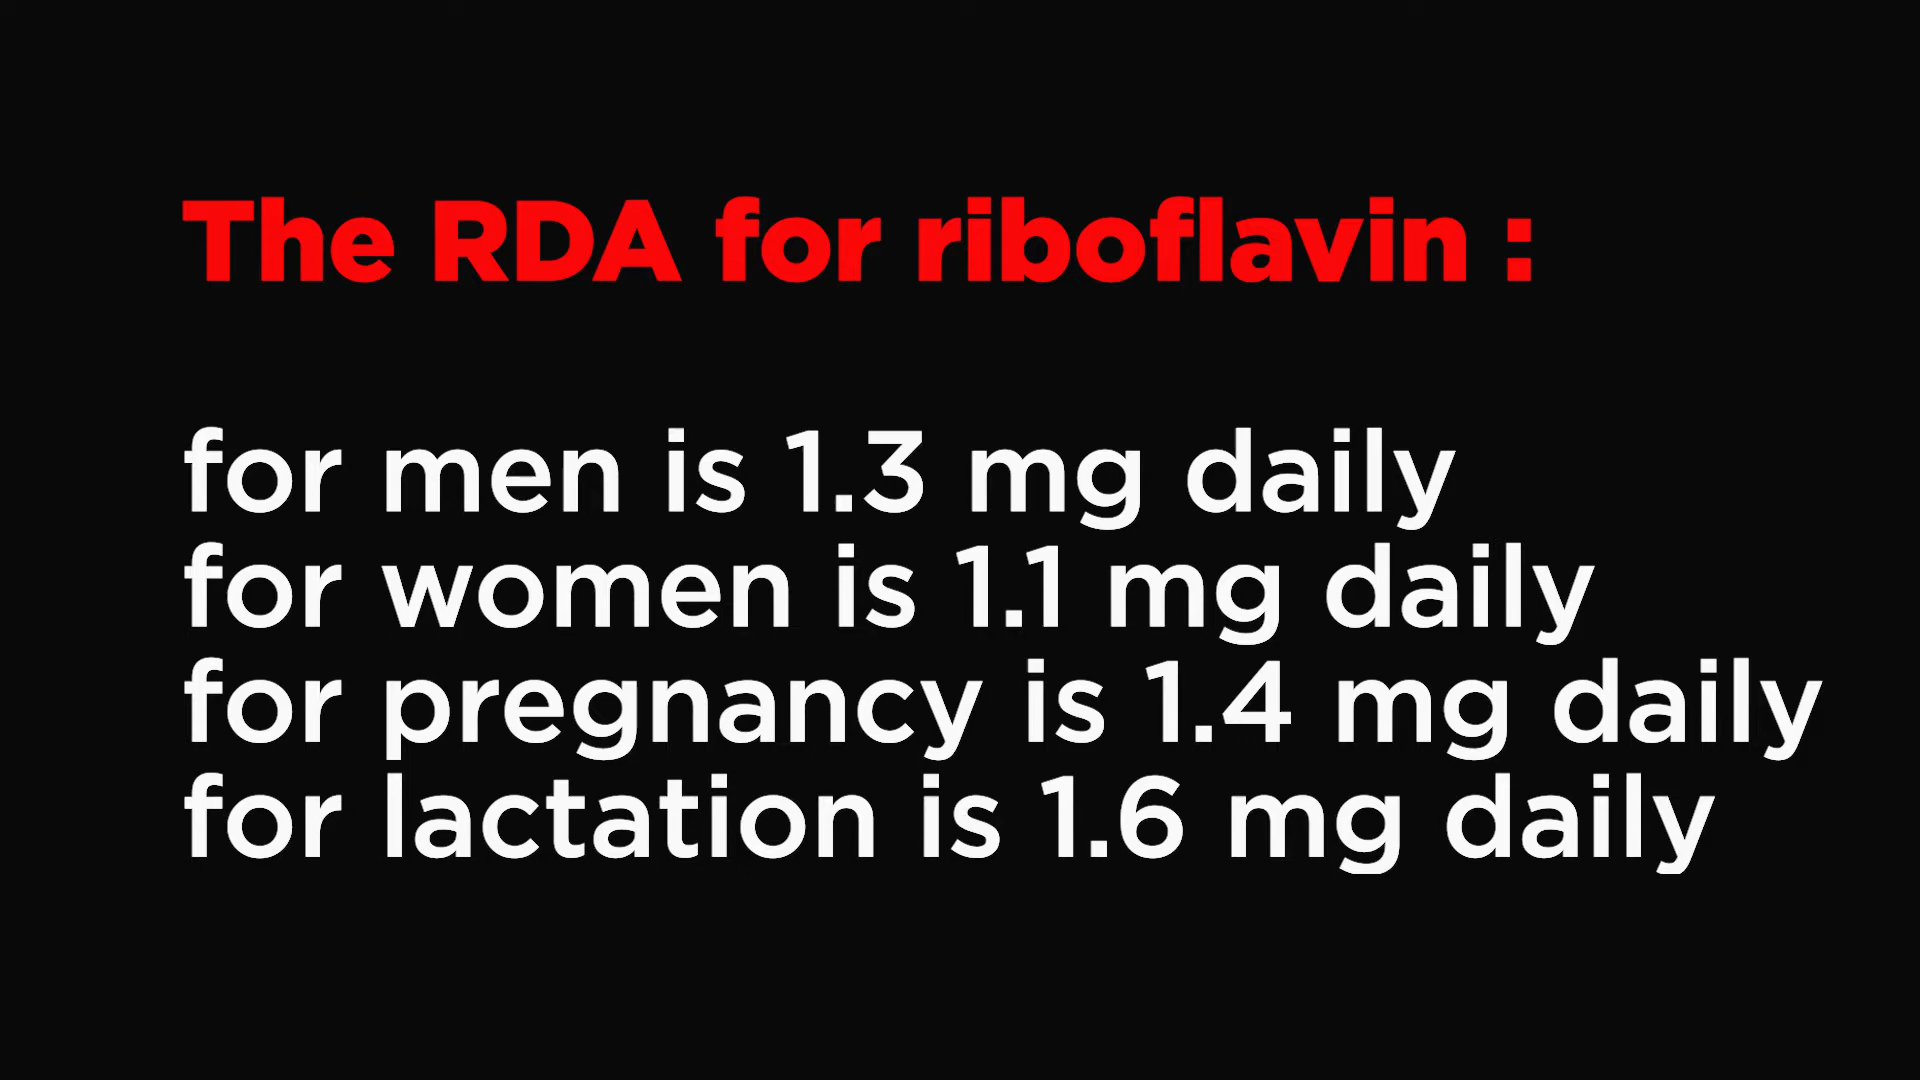 The RDA for riboflavin :
for men is 1.3 mg daily
for women is 1.1 mg daily
for pregnancy is 1.4 mg daily
for lactation is 1.6 mg daily